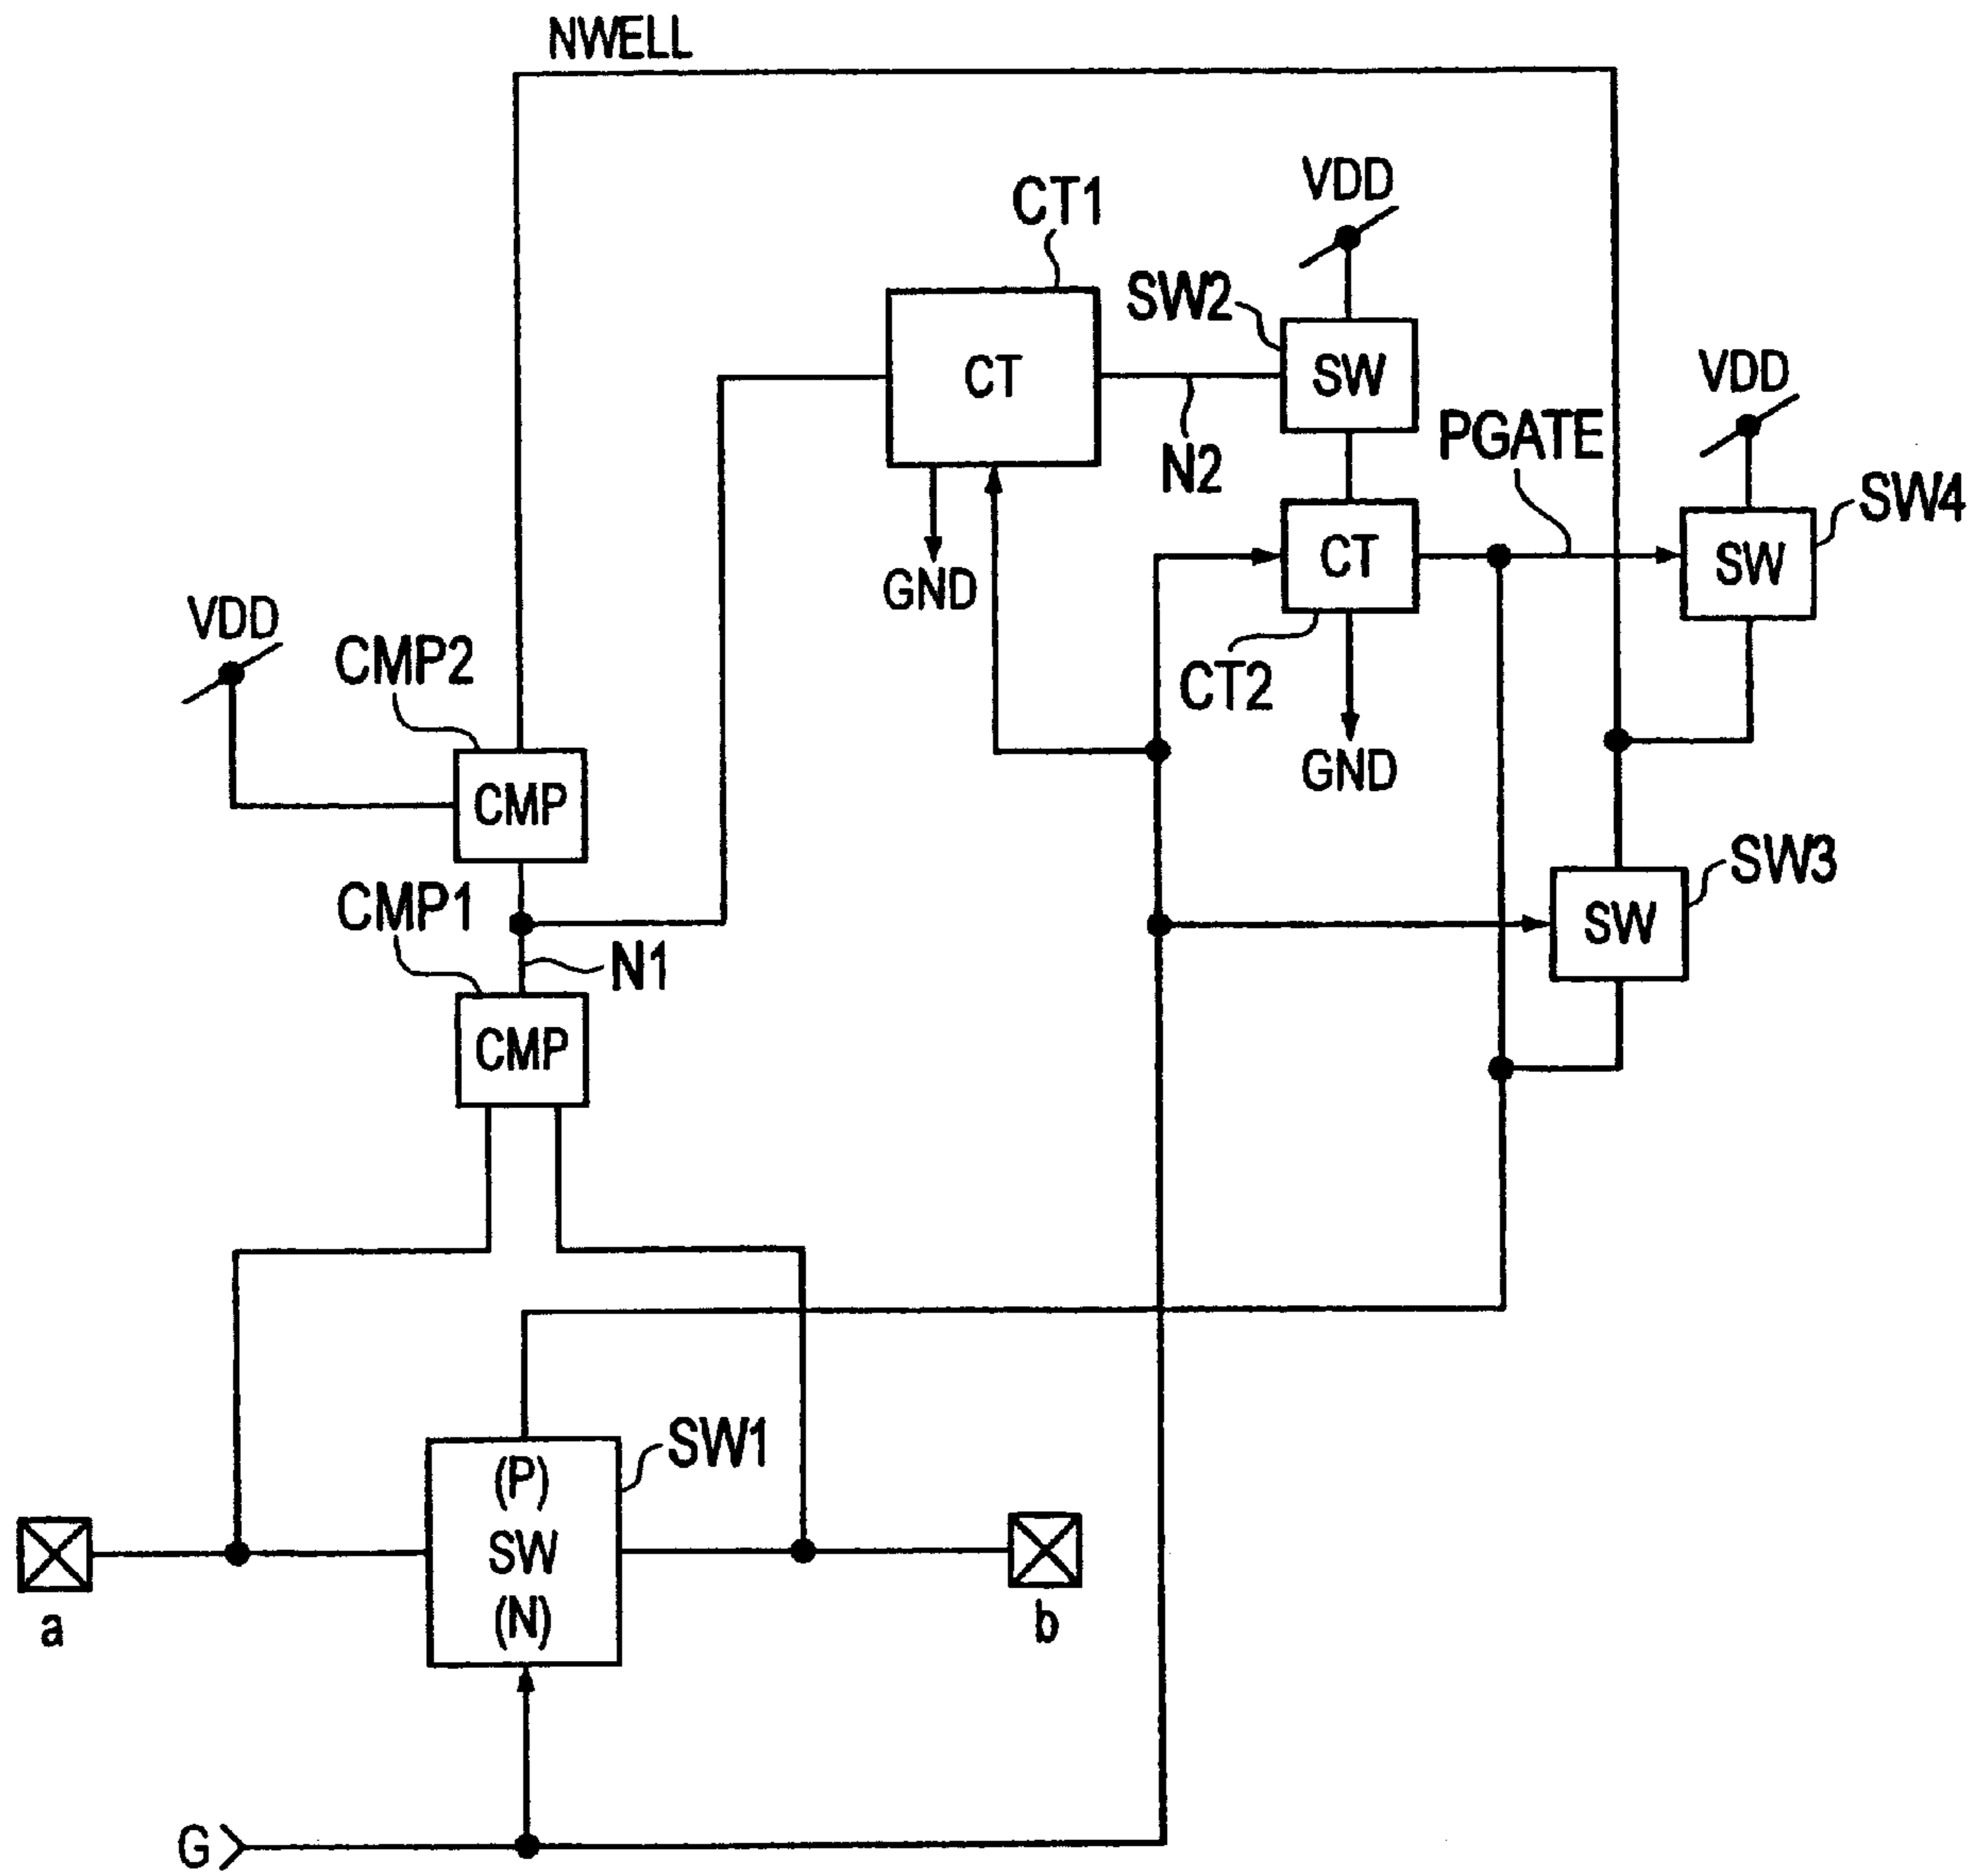 NWELL
VDD
CT1
SW2
VDD
CT
SW
PGATE
N2
SW4
CT
SW
GND
VDD
CMP2
CT2
GND
CMP
SW3
CMP1
SW
N1
CMP
SW1
(P)
SW
(N)
a
b
G